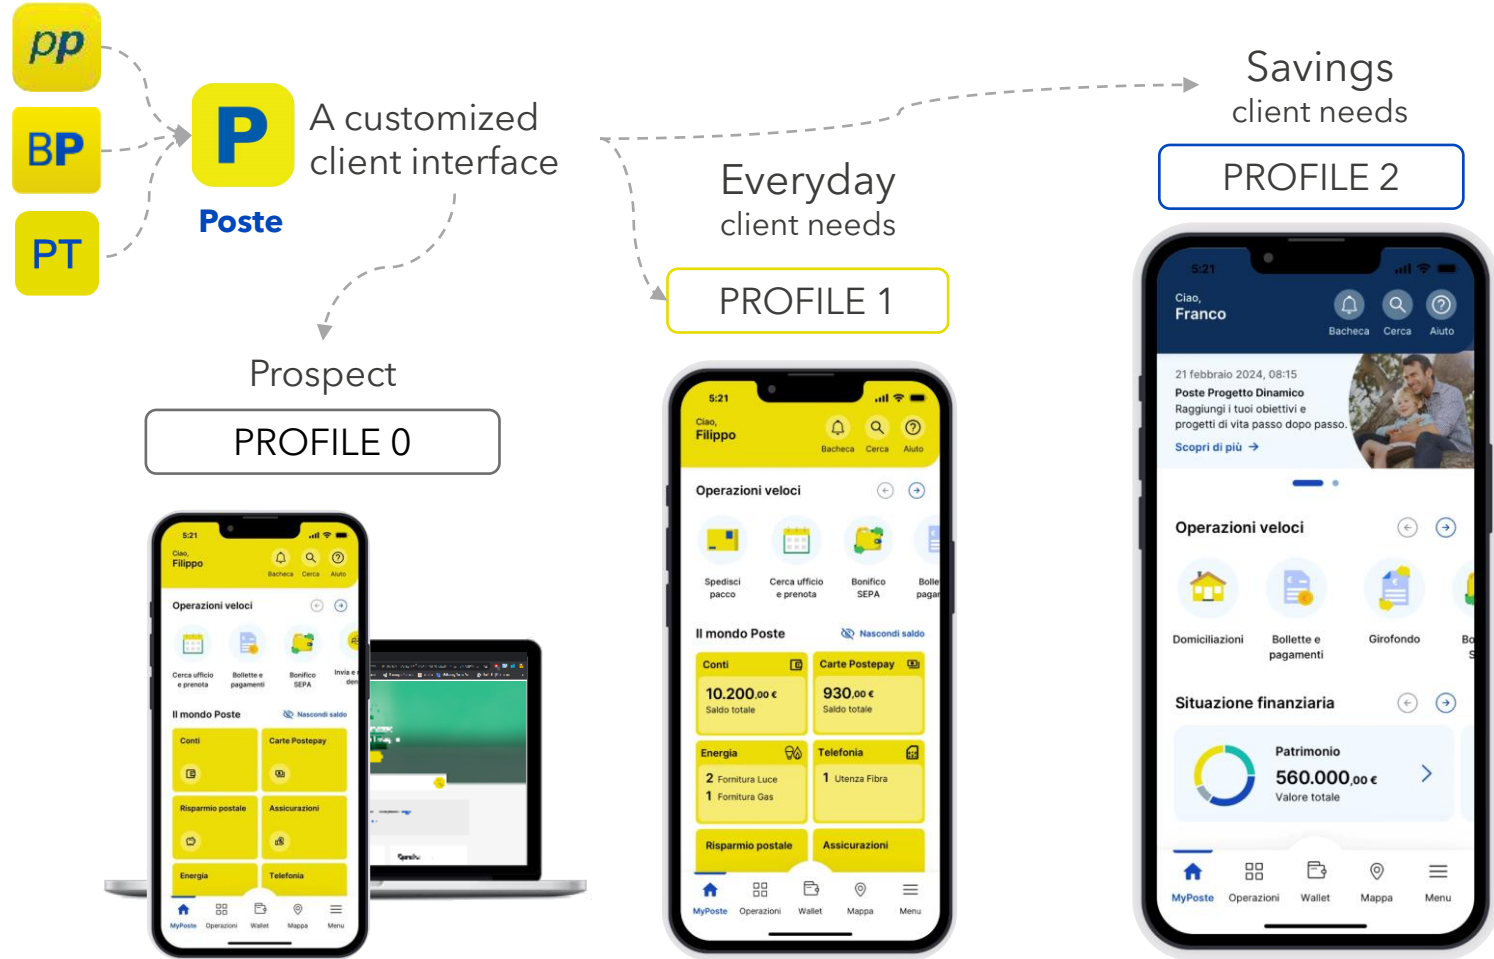 pp
BP
PT
P
Poste
A customized
client interface
Prospect
PROFILE 0
5:21
Ciao,
Filippo
Bacheca
Cerca
Aiuto
Operazioni veloci
Cerca ufficio
e prenota
Bollette e
pagamenti
Bonifico
SEPA
Invia e
den
Il mondo Poste
Nascondi saldo
Conti
Carte Postepay
Risparmio postale
Assicurazioni
Energia
Telefonia
MyPoste
Operazioni
Wallet
Mappa
Menu
Everyday
client needs
PROFILE 1
5:21
Ciao,
Filippo
Bacheca
Cerca
Aiuto
Operazioni veloci
Spedisci
pacco
Cerca ufficio
e prenota
Bonifico
SEPA
Bolle
pagar
Il mondo Poste
Nascondi saldo
Conti
10.200,00 €
Saldo totale
Carte Postepay
930,00 €
Saldo totale
Energia
2 Fornitura Luce
1 Fornitura Gas
Telefonia
1 Utenza Fibra
Risparmio postale
Assicurazioni
MyPoste
Operazioni
Wallet
Mappa
Menu
Savings
client needs
PROFILE 2
5:21
Ciao,
Franco
Bacheca
Cerca
Aiuto
21 febbraio 2024, 08:15
Poste Progetto Dinamico
Raggiungi i tuoi obiettivi e
progetti di vita passo dopo passo.
Scopri di più →
Operazioni veloci
Domiciliazioni
Bollette e
pagamenti
Girofondo
Bo
S
Situazione finanziaria
Patrimonio
560.000,00 €
Valore totale
MyPoste
Operazioni
Wallet
Mappa
Menu